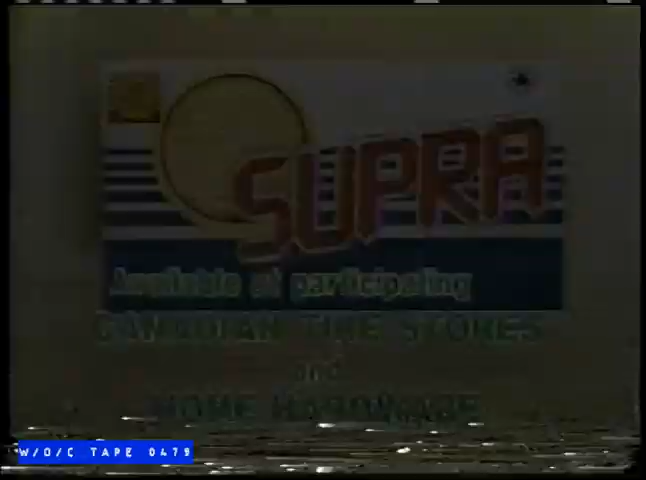 SUPRA
Available at participating
CANADIAN TIRE STORES
and
HOME HARDWARE
W/O/C TAPE 0479